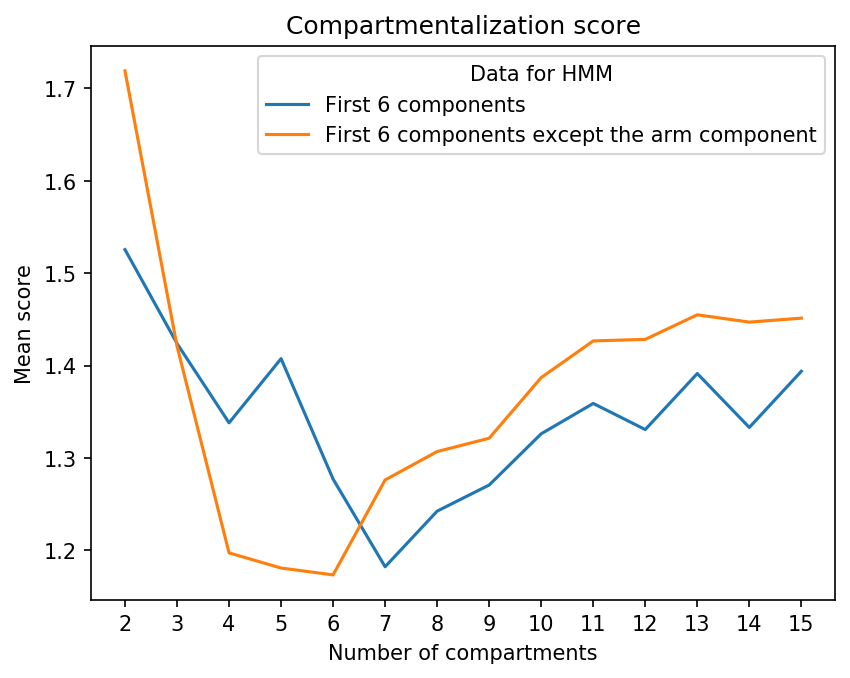 Compartmentalization score
Data for HMM
First 6 components
First 6 components except the arm component
Mean score
1.7
1.6
1.5
1.4
1.3
1.2
2 3 4 5 6 7 8 9 10 11 12 13 14 15
Number of compartments